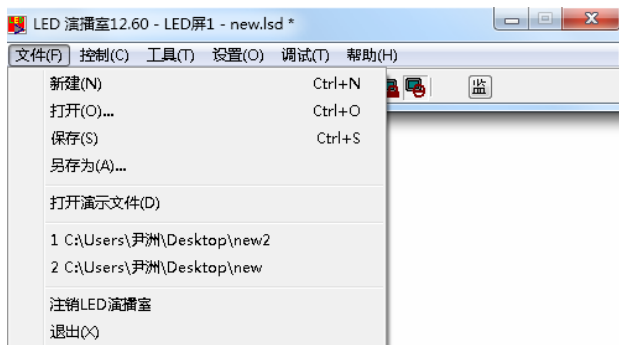 LED 演播室12.60 - LED屏1 - new.lsd *
文件(F) 控制(C) 工具(T) 设置(O) 调试(T) 帮助(H)
新建(N) Ctrl+N
监
打开(O)... Ctrl+O
保存(S) Ctrl+S
另存为(A)...
打开演示文件(D)
1 C:\Users\尹洲\Desktop\new2
2 C:\Users\尹洲\Desktop\new
注销LED演播室
退出(X)